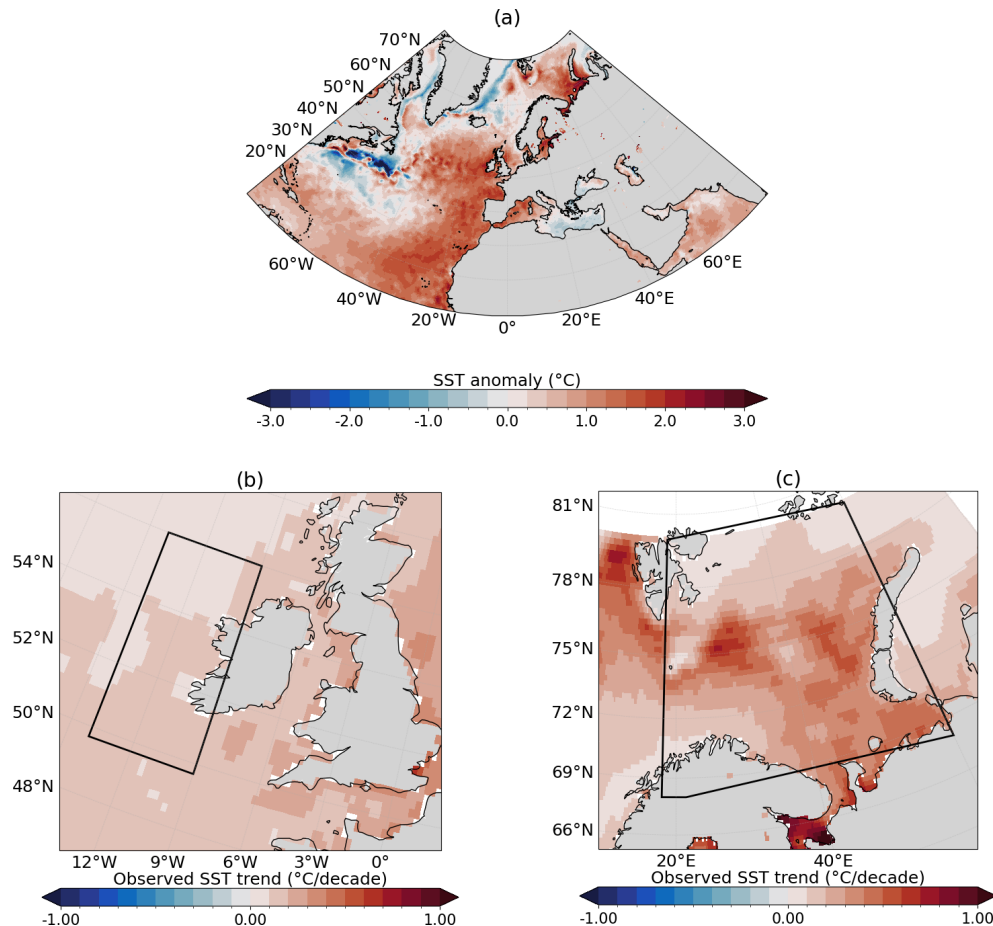 (a)
70°N
60°N
50°N
40°N
30°N
20°N
60°W
40°W
20°W
0°
20°E
40°E
60°E
SST anomaly (°C)
-3.0 -2.0 -1.0 0.0 1.0 2.0 3.0
(b)
54°N
52°N
50°N
48°N
12°W 9°W 6°W 3°W 0°
Observed SST trend (°C/decade)
-1.00 0.00 1.00
(c)
81°N
78°N
75°N
72°N
69°N
66°N
20°E 40°E
Observed SST trend (°C/decade)
-1.00 0.00 1.00